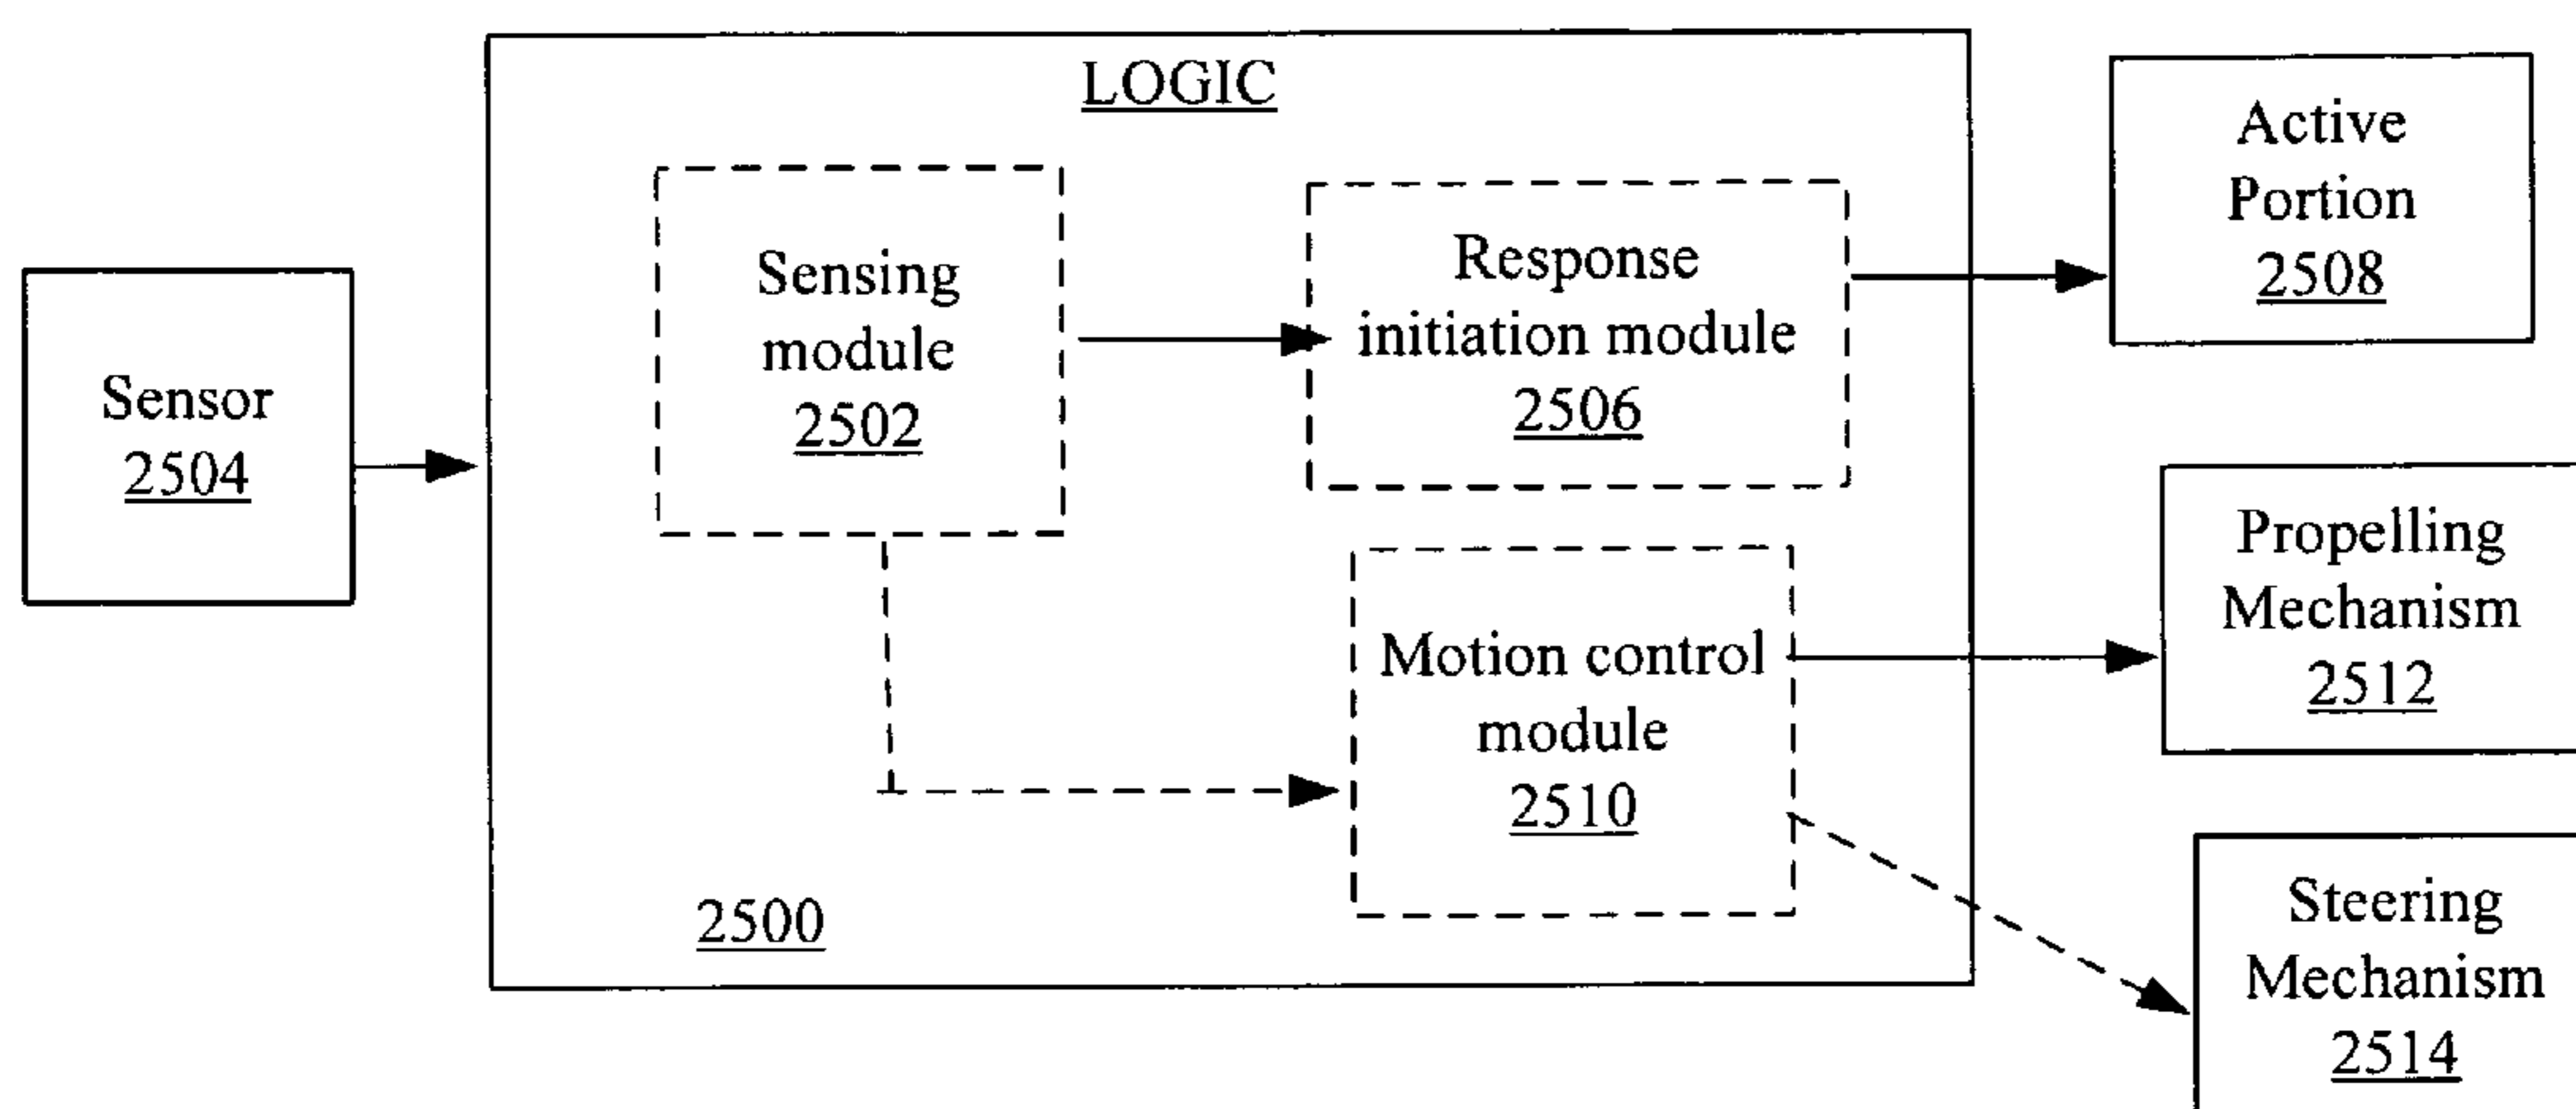 LOGIC
Sensor
2504
Sensing
module
2502
Response
initiation module
2506
Active
Portion
2508
Motion control
module
2510
Propelling
Mechanism
2512
Steering
Mechanism
2514
2500